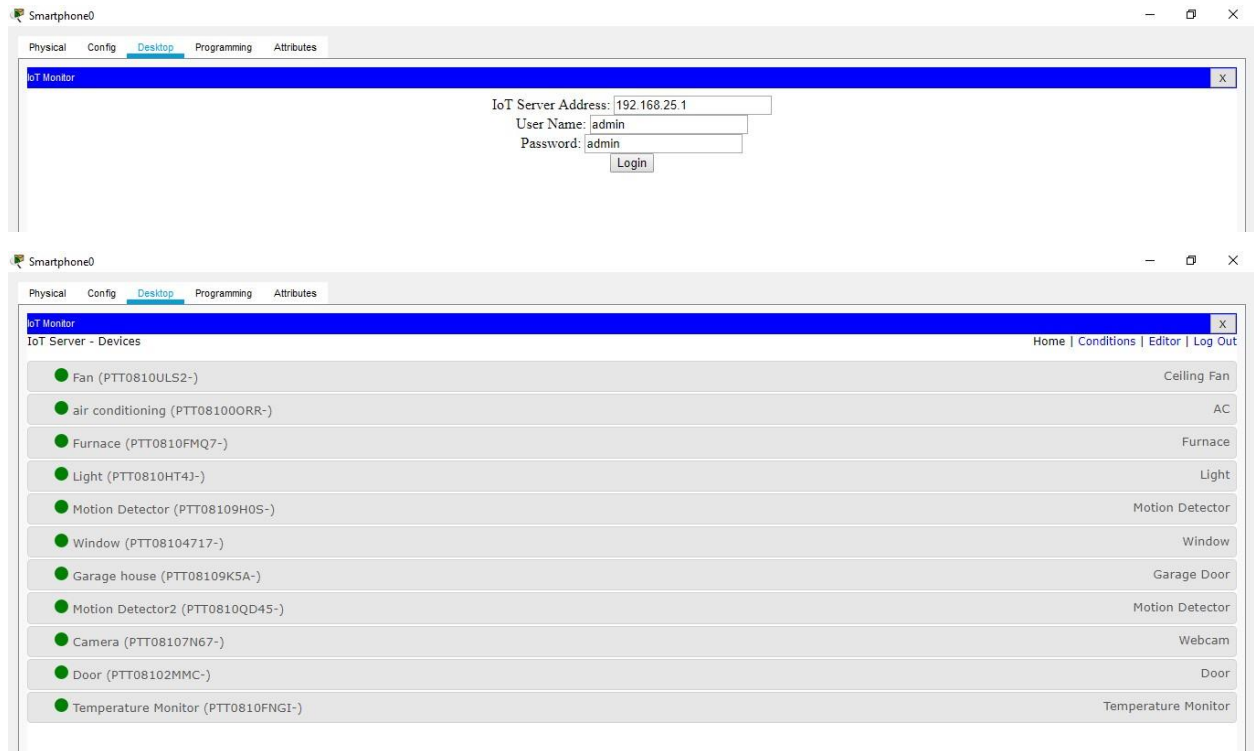 Smartphone0
Physical Config Desktop Programming Attributes
IoT Monitor X
IoT Server Address: 192.168.25.1
User Name: admin
Password: admin
Login
Smartphone0
Physical Config Desktop Programming Attributes
IoT Monitor X
IoT Server - Devices Home | Conditions | Editor | Log Out
Fan (PTT0810ULS2-) Ceiling Fan
air conditioning (PTT0810OORR-) AC
Furnace (PTT0810FMQ7-) Furnace
Light (PTT0810HT4J-) Light
Motion Detector (PTT08109H0S-) Motion Detector
Window (PTT08104717-) Window
Garage house (PTT08109K5A-) Garage Door
Motion Detector2 (PTT0810QD45-) Motion Detector
Camera (PTT08107N67-) Webcam
Door (PTT08102MMC-) Door
Temperature Monitor (PTT0810FNGI-) Temperature Monitor